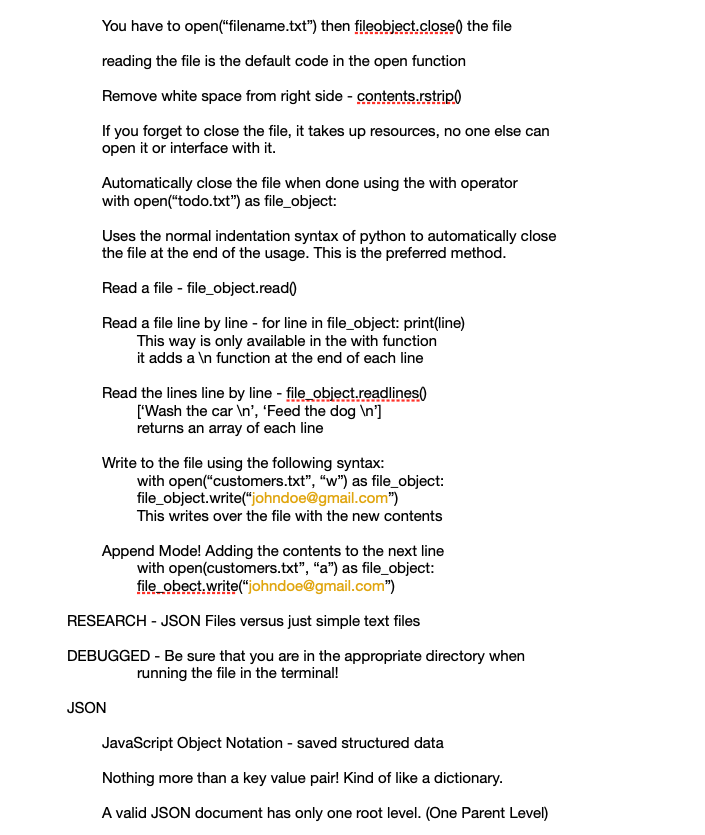 You have to open(“filename.txt”) then fileobject.close() the file
reading the file is the default code in the open function
Remove white space from right side - contents.rstrip()
If you forget to close the file, it takes up resources, no one else can
open it or interface with it.
Automatically close the file when done using the with operator
with open(“todo.txt”) as file_object:
Uses the normal indentation syntax of python to automatically close
the file at the end of the usage. This is the preferred method.
Read a file - file_object.read()
Read a file line by line - for line in file_object: print(line)
This way is only available in the with function
it adds a \n function at the end of each line
Read the lines line by line - file_object.readlines()
[‘Wash the car \n’, ‘Feed the dog \n’]
returns an array of each line
Write to the file using the following syntax:
with open(“customers.txt”, “w”) as file_object:
file_object.write(“johndoe@gmail.com”)
This writes over the file with the new contents
Append Mode! Adding the contents to the next line
with open(customers.txt”, “a”) as file_object:
file_obect.write(“johndoe@gmail.com”)
RESEARCH - JSON Files versus just simple text files
DEBUGGED - Be sure that you are in the appropriate directory when
running the file in the terminal!
JSON
JavaScript Object Notation - saved structured data
Nothing more than a key value pair! Kind of like a dictionary.
A valid JSON document has only one root level. (One Parent Level)